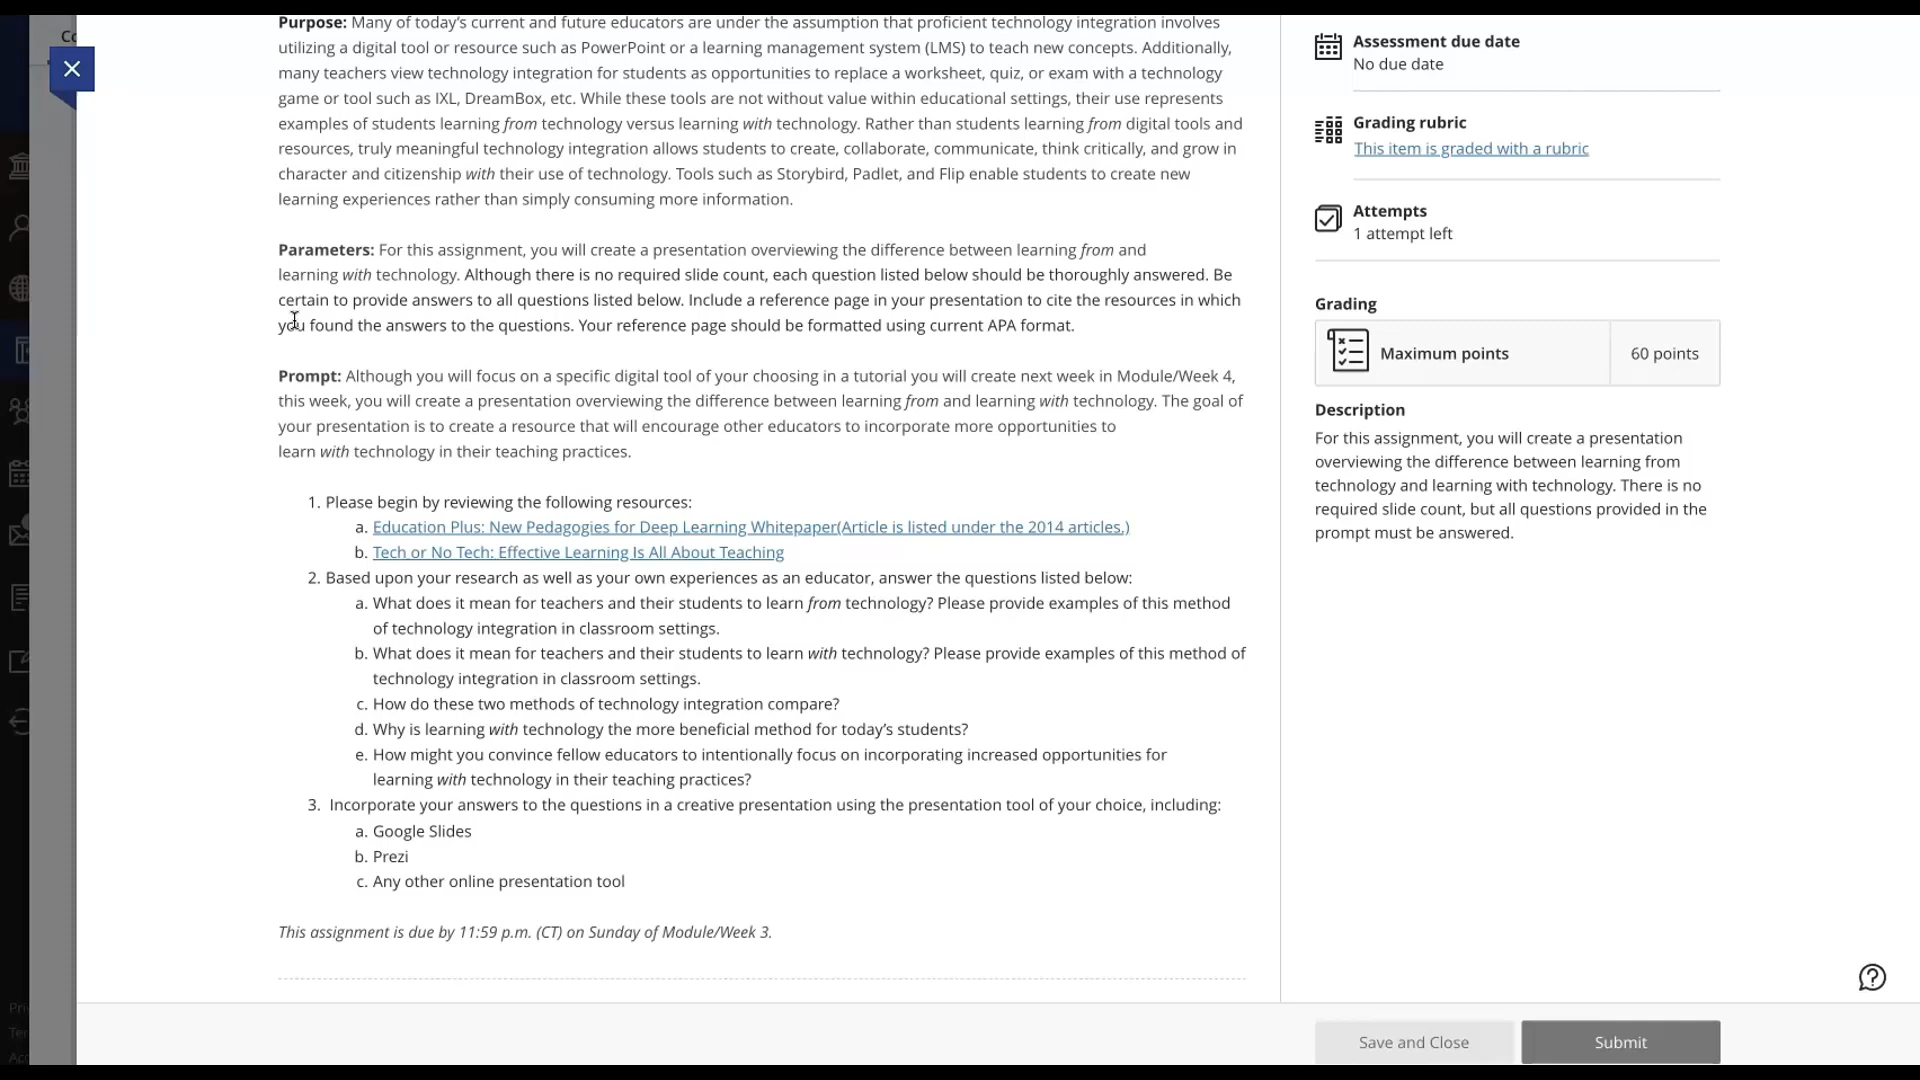 Purpose: Many of today's current and future educators are under the assumption that proficient technology integration involves
utilizing a digital tool or resource such as PowerPoint or a learning management system (LMS) to teach new concepts. Additionally,
many teachers view technology integration for students as opportunities to replace a worksheet, quiz, or exam with a technology
game or tool such as IXL, DreamBox, etc. While these tools are not without value within educational settings, their use represents
examples of students learning from technology versus learning with technology. Rather than students learning from digital tools and
resources, truly meaningful technology integration allows students to create, collaborate, communicate, think critically, and grow in
character and citizenship with their use of technology. Tools such as Storybird, Padlet, and Flip enable students to create new
learning experiences rather than simply consuming more information.
Parameters: For this assignment, you will create a presentation overviewing the difference between learning from and
learning with technology. Although there is no required slide count, each question listed below should be thoroughly answered. Be
certain to provide answers to all questions listed below. Include a reference page in your presentation to cite the resources in which
you found the answers to the questions. Your reference page should be formatted using current APA format.
Prompt: Although you will focus on a specific digital tool of your choosing in a tutorial you will create next week in Module/Week 4,
this week, you will create a presentation overviewing the difference between learning from and learning with technology. The goal of
your presentation is to create a resource that will encourage other educators to incorporate more opportunities to
learn with technology in their teaching practices.
1. Please begin by reviewing the following resources:
a. Education Plus: New Pedagogies for Deep Learning Whitepaper(Article is listed under the 2014 articles.)
b. Tech or No Tech: Effective Learning Is All About Teaching
2. Based upon your research as well as your own experiences as an educator, answer the questions listed below:
a. What does it mean for teachers and their students to learn from technology? Please provide examples of this method
of technology integration in classroom settings.
b. What does it mean for teachers and their students to learn with technology? Please provide examples of this method of
technology integration in classroom settings.
c. How do these two methods of technology integration compare?
d. Why is learning with technology the more beneficial method for today's students?
e. How might you convince fellow educators to intentionally focus on incorporating increased opportunities for
learning with technology in their teaching practices?
3. Incorporate your answers to the questions in a creative presentation using the presentation tool of your choice, including:
a. Google Slides
b. Prezi
c. Any other online presentation tool
This assignment is due by 11:59 p.m. (CT) on Sunday of Module/Week 3.
Assessment due date
No due date
Grading rubric
This item is graded with a rubric
Attempts
1 attempt left
Grading
Maximum points 60 points
Description
For this assignment, you will create a presentation
overviewing the difference between learning from
technology and learning with technology. There is no
required slide count, but all questions provided in the
prompt must be answered.
Save and Close Submit